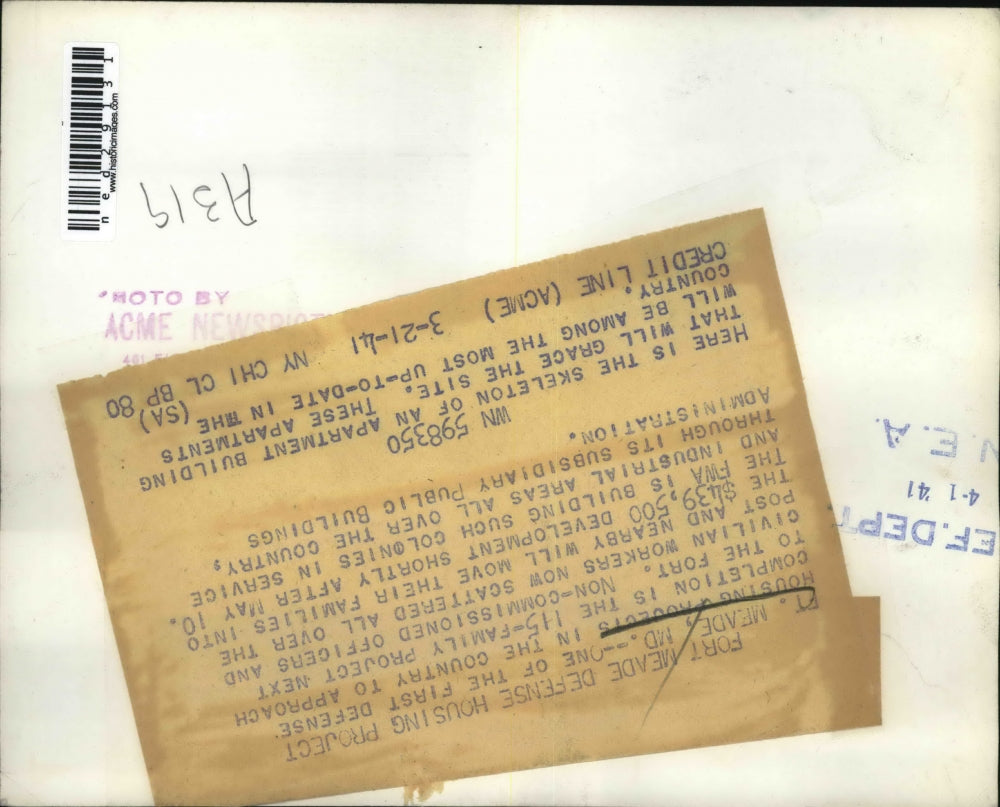 FORT MEADE DEFENSE HOUSING PROJECT
FT. MEADE, MD.--ONE OF THE FIRST DEFENSE
HOUSING PROJECTS IN THE COUNTRY TO APPROACH
COMPLETION IS THE 115-FAMILY PROJECT NEXT
TO THE FORT. NON-COMMISSIONED OFFICERS AND
CIVILIAN WORKERS NOW SCATTERED ALL OVER THE
POST AND NEARBY WILL MOVE THEIR FAMILIES INTO
THE $439,500 DEVELOPMENT SHORTLY AFTER MAY 10.
THE FWA IS BUILDING SUCH COLONIES IN SERVICE
AND INDUSTRIAL AREAS ALL OVER THE COUNTRY,
THROUGH ITS SUBSIDIARY PUBLIC BUILDINGS
ADMINISTRATION.
WN 598350
HERE IS THE SKELETON OF AN APARTMENT BUILDING
THAT WILL GRACE THE SITE. THESE APARTMENTS
WILL BE AMONG THE MOST UP-TO-DATE IN THE
COUNTRY. (SA)
CREDIT LINE (ACME) 3-21-41 NY CHI CL BP 80
A319
ned29131
www.historicimages.com
PHOTO BY
ACME
EF. DEPT.
4-1'41
N.E.A.